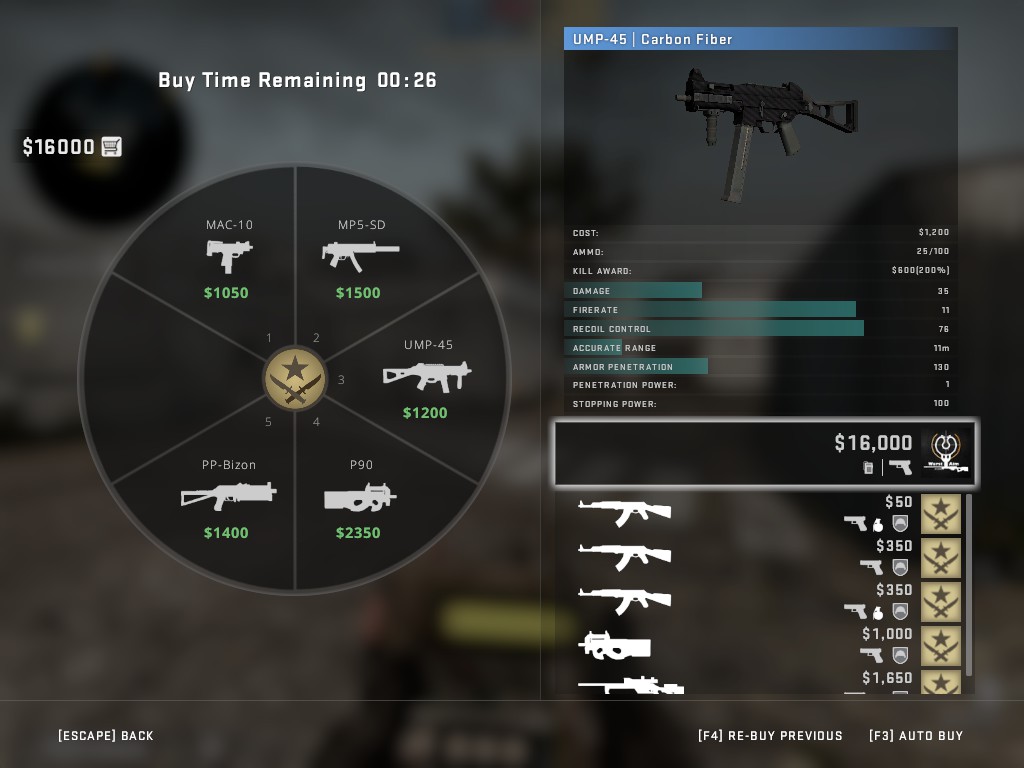 UMP-45 | Carbon Fiber
Buy Time Remaining 00:26
$16000
MAC-10
$1050
MP5-SD
$1500
UMP-45
$1200
1
2
3
5
4
PP-Bizon
$1400
P90
$2350
COST: $1,200
AMMO: 25/100
KILL AWARD: $600(200%)
DAMAGE 35
FIRERATE 11
RECOIL CONTROL 76
ACCURATE RANGE 11m
ARMOR PENETRATION 130
PENETRATION POWER: 1
STOPPING POWER: 100
$16,000
$50
$350
$350
$1,000
$1,650
[ESCAPE] BACK
[F4] RE-BUY PREVIOUS
[F3] AUTO BUY